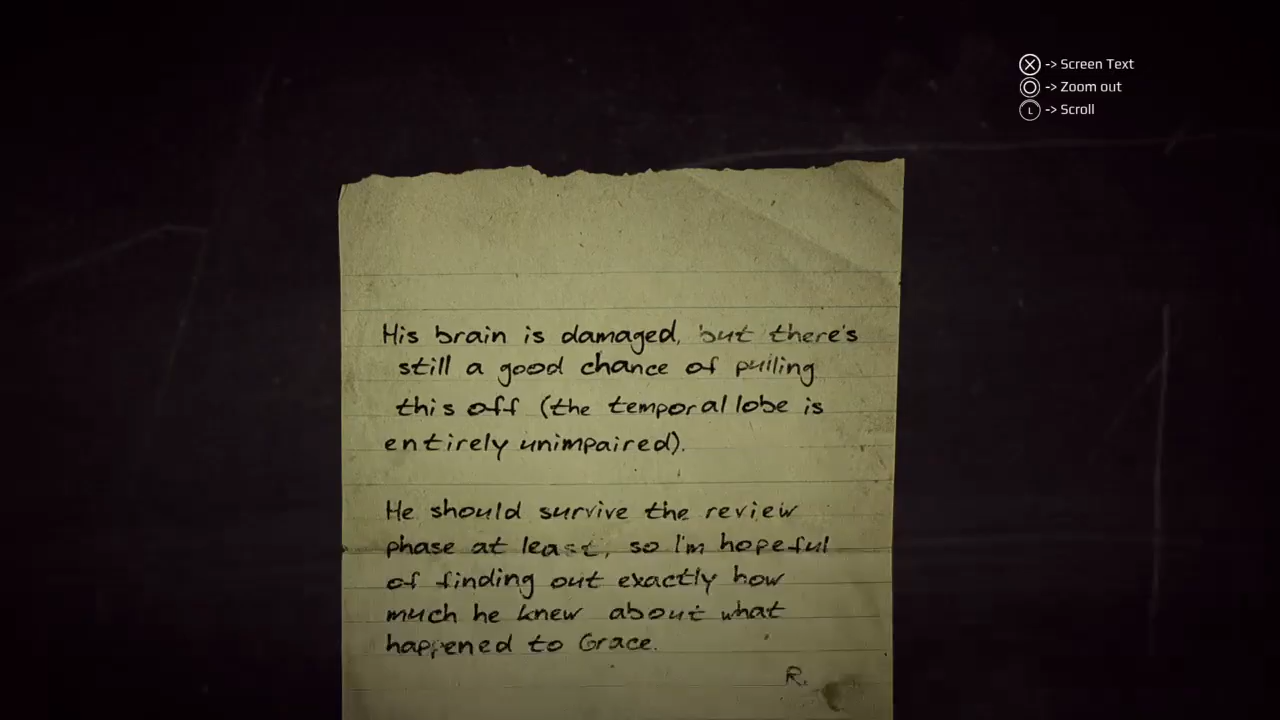 Ⓧ -> Screen Text
◯ -> Zoom out
Ⓛ -> Scroll
His brain is damaged, but there's
still a good chance of pulling
this off (the temporal lobe is
entirely unimpaired).
He should survive the review
phase at least, so I'm hopeful
of finding out exactly how
much he knew about what
happened to Grace.
R.